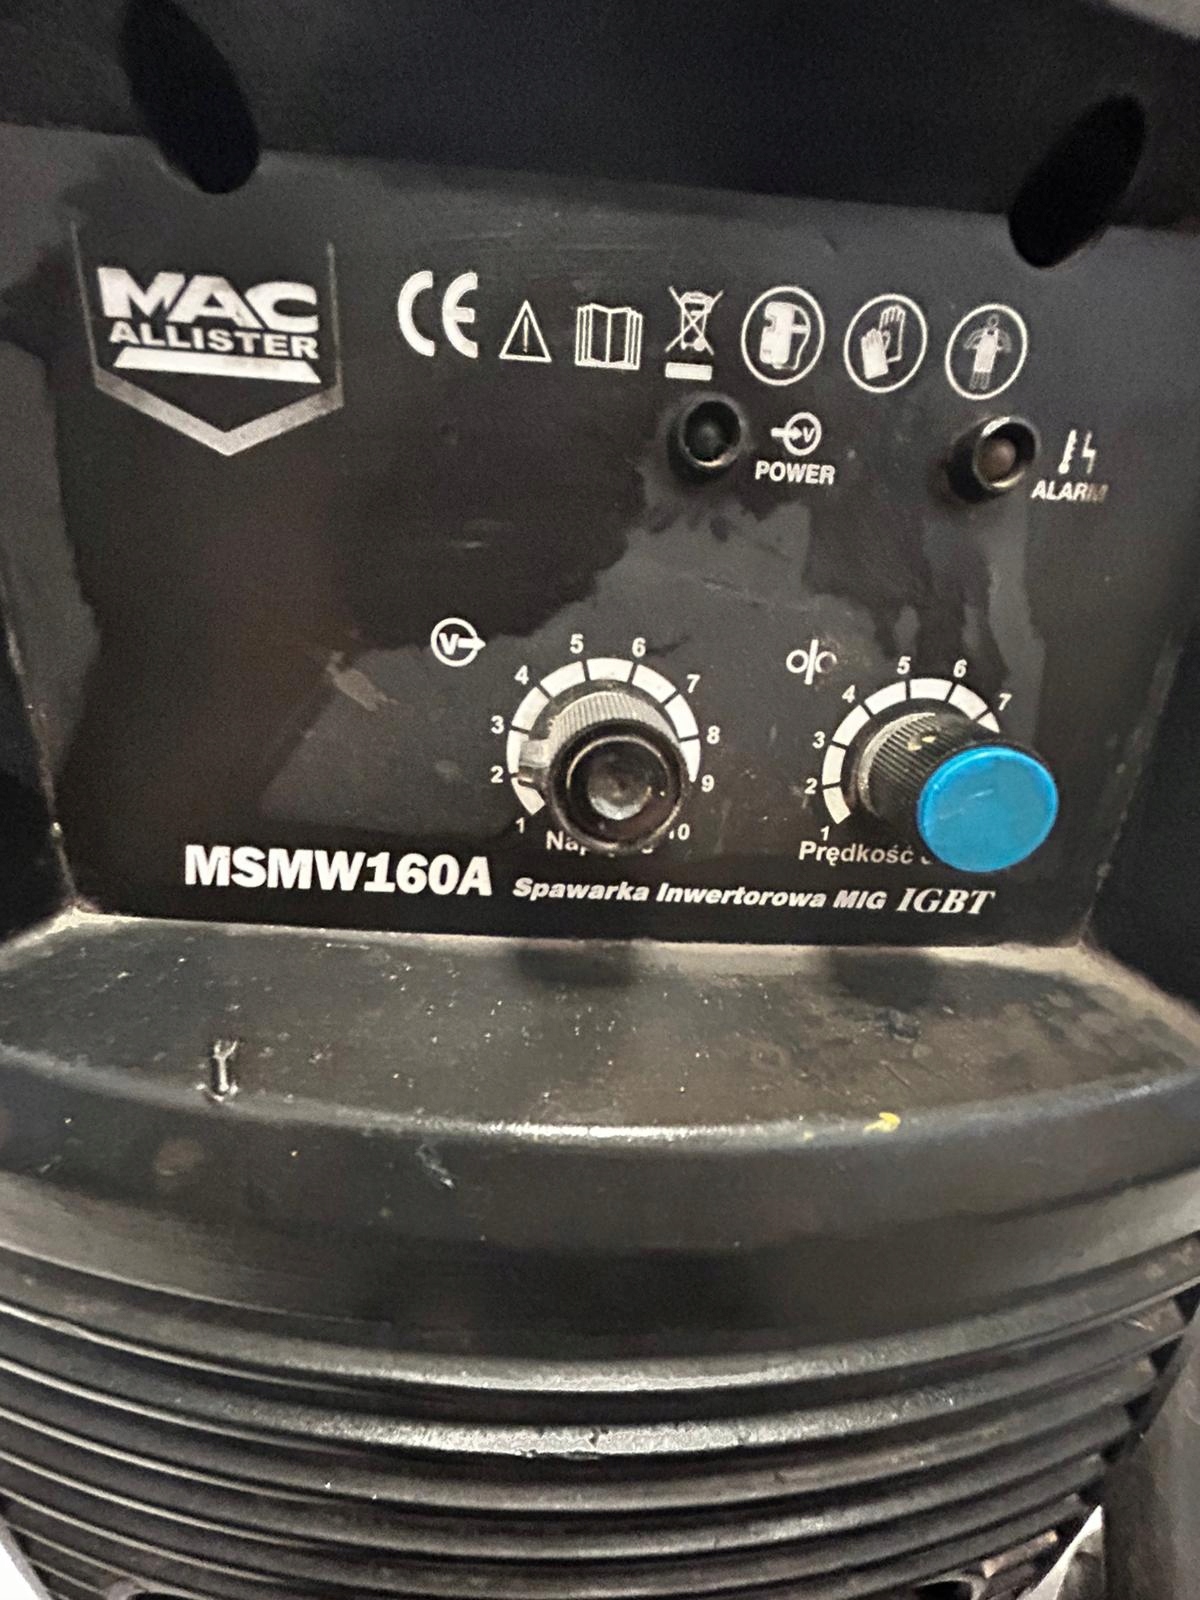 MAC
ALLISTER
CE
POWER
ALARM
V
V
1 2 3 4 5 6 7 8 9
1 2 3 4 5 6 7
Prędkość
MSMW160A Spawarka Inwertorowa MIG IGBT